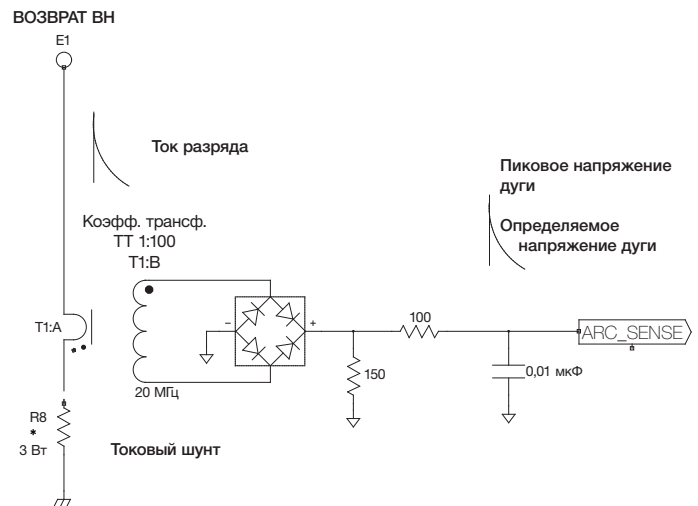 ВОЗВРАТ ВН
E1
Ток разряда
Пиковое напряжение
дуги
Определяемое
напряжение дуги
Коэфф. трансф.
ТТ 1:100
T1:B
T1:A
20 МГц
–
+
100
150
0,01 мкФ
ARC_SENSE
R8
*
3 Вт
Токовый шунт